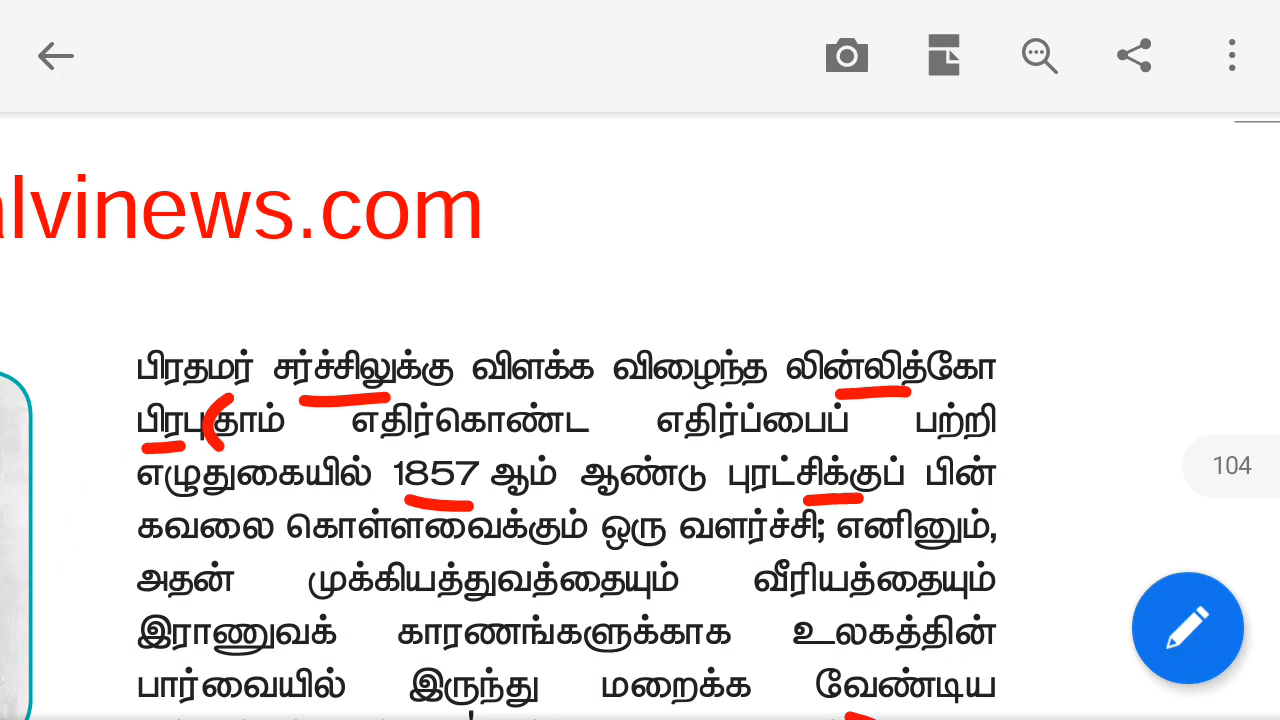 alvinews.com
பிரதமர் சர்ச்சிலுக்கு விளக்க விழைந்த லின்லித்கோ
பிரபு தாம் எதிர்கொண்ட எதிர்ப்பைப் பற்றி
எழுதுகையில் 1857 ஆம் ஆண்டு புரட்சிக்குப் பின்
கவலை கொள்ளவைக்கும் ஒரு வளர்ச்சி; எனினும்,
அதன் முக்கியத்துவத்தையும் வீரியத்தையும்
இராணுவக் காரணங்களுக்காக உலகத்தின்
பார்வையில் இருந்து மறைக்க வேண்டிய
104